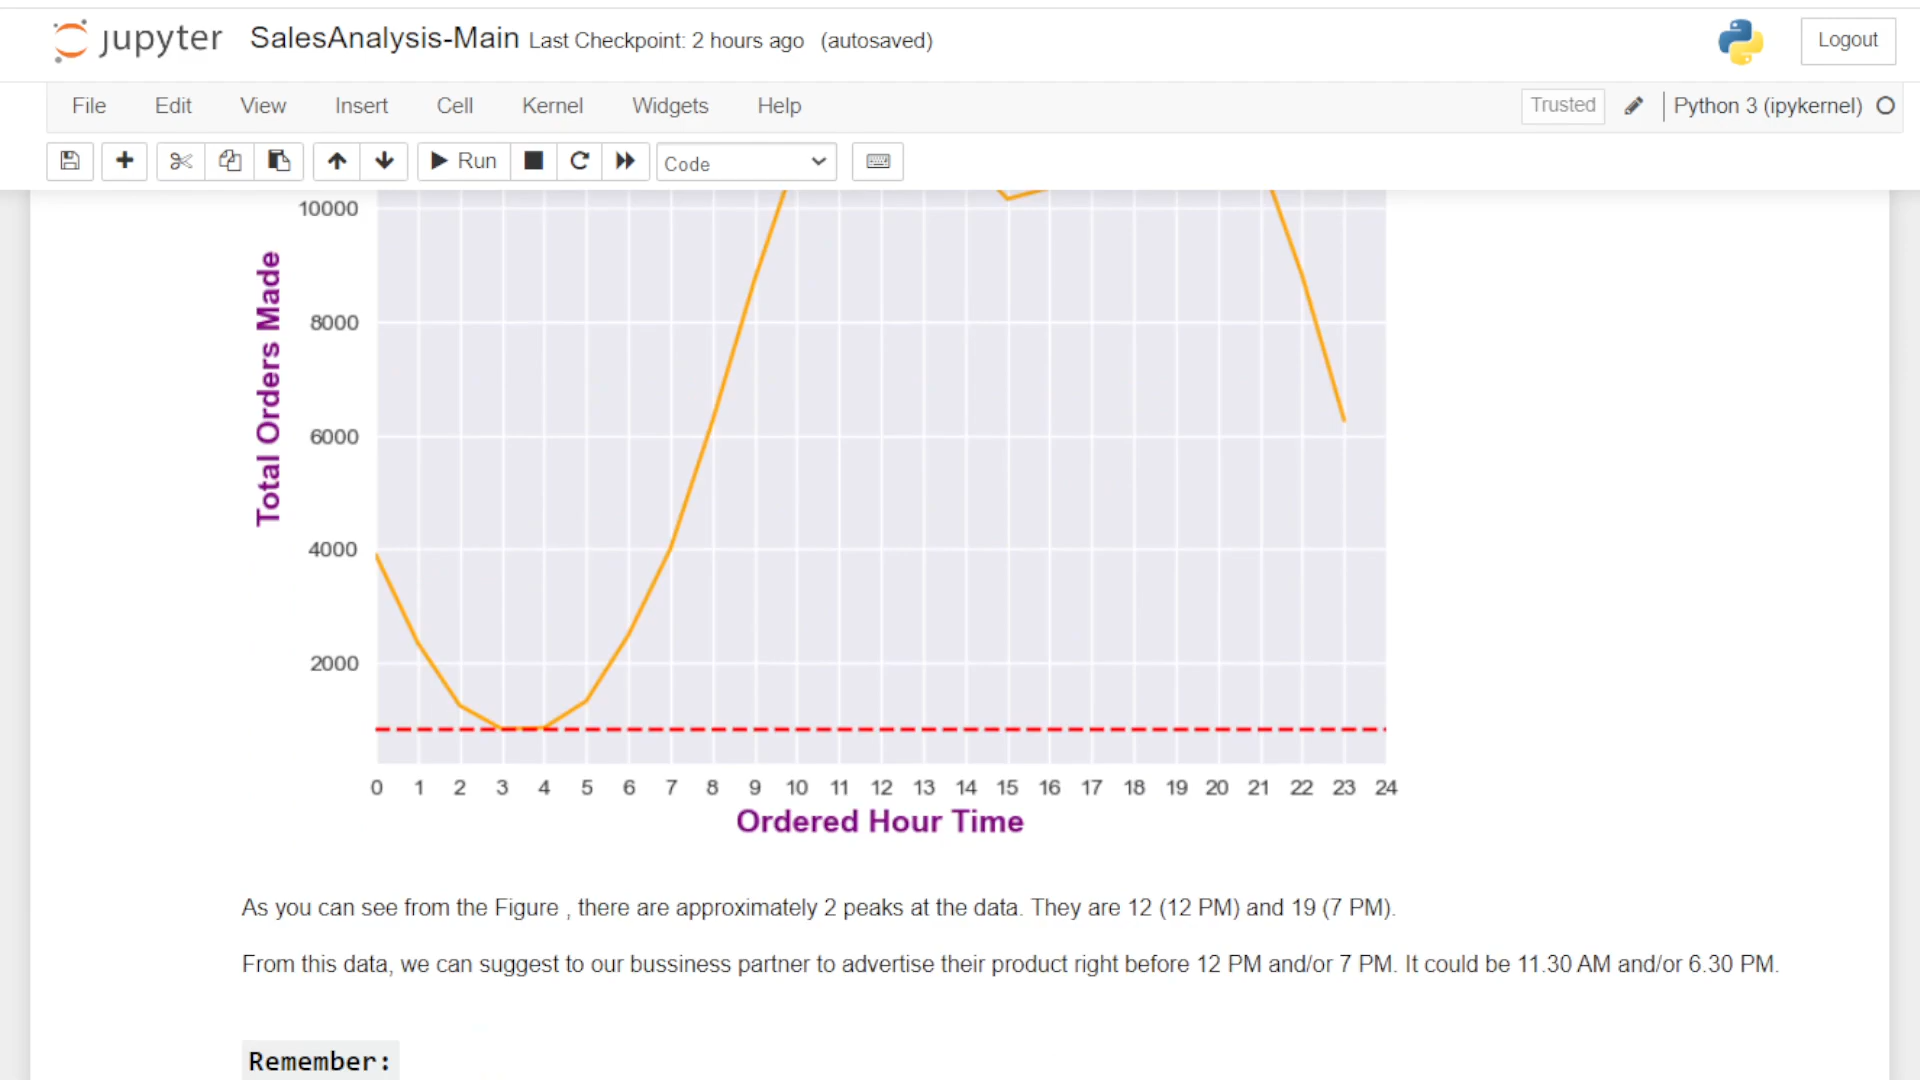 jupyter SalesAnalysis-Main Last Checkpoint: 2 hours ago (autosaved) Logout
File Edit View Insert Cell Kernel Widgets Help Trusted Python 3 (ipykernel)
Run Code
10000
8000
6000
4000
2000
Total Orders Made
0 1 2 3 4 5 6 7 8 9 10 11 12 13 14 15 16 17 18 19 20 21 22 23 24
Ordered Hour Time
As you can see from the Figure , there are approximately 2 peaks at the data. They are 12 (12 PM) and 19 (7 PM).
From this data, we can suggest to our bussiness partner to advertise their product right before 12 PM and/or 7 PM. It could be 11.30 AM and/or 6.30 PM.
Remember: